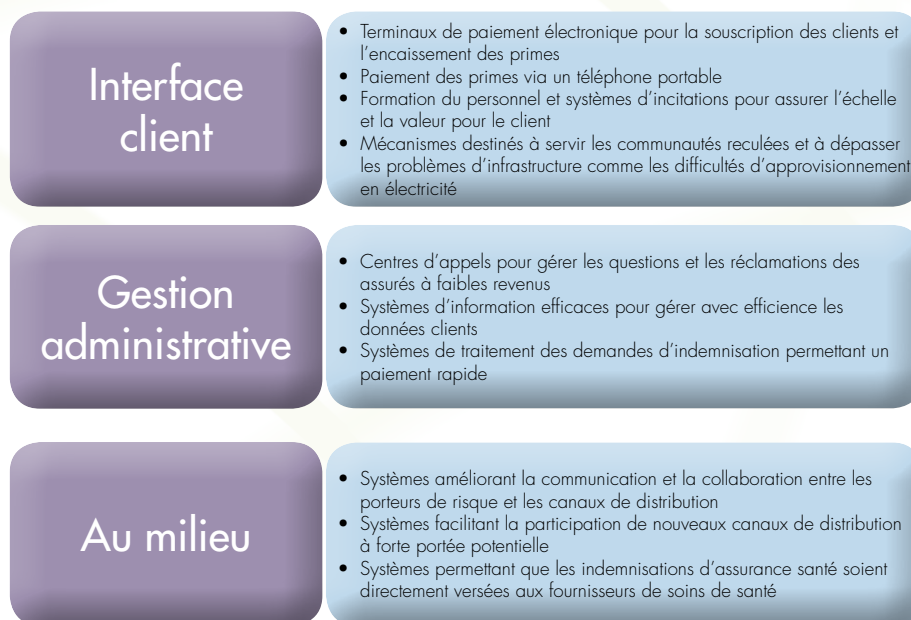 Interface
client
• Terminaux de paiement électronique pour la souscription des clients et
l’encaissement des primes
• Paiement des primes via un téléphone portable
• Formation du personnel et systèmes d’incitations pour assurer l’échelle
et la valeur pour le client
• Mécanismes destinés à servir les communautés reculées et à dépasser
les problèmes d’infrastructure comme les difficultés d’approvisionnement
en électricité
Gestion
administrative
• Centres d’appels pour gérer les questions et les réclamations des
assurés à faibles revenus
• Systèmes d’information efficaces pour gérer avec efficience les
données clients
• Systèmes de traitement des demandes d’indemnisation permettant un
paiement rapide
Au milieu
• Systèmes améliorant la communication et la collaboration entre les
porteurs de risque et les canaux de distribution
• Systèmes facilitant la participation de nouveaux canaux de distribution
à forte portée potentielle
• Systèmes permettant que les indemnisations d’assurance santé soient
directement versées aux fournisseurs de soins de santé